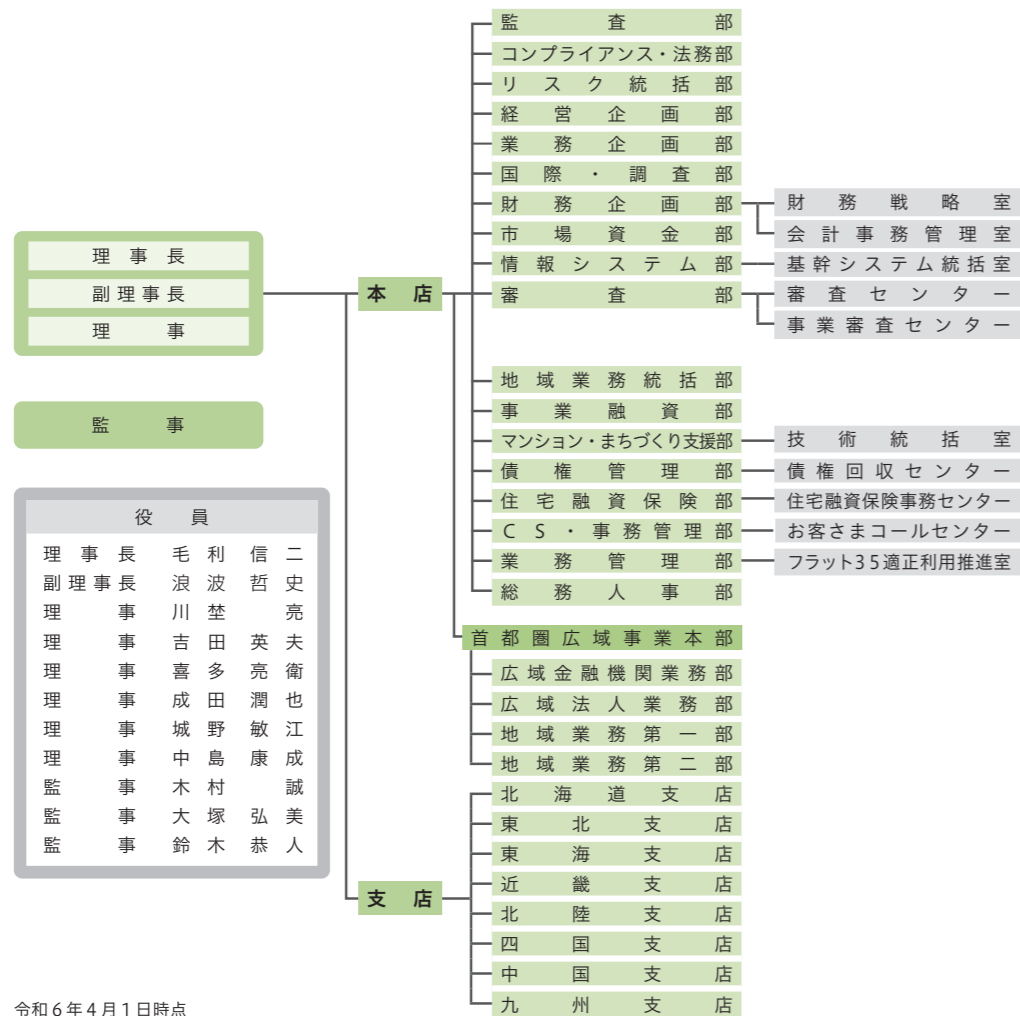 理事長
副理事長
理事
監事
役員
理事長 毛利信二
副理事長 浪波哲史
理事 川埜亮
理事 吉田英夫
理事 喜多亮衛
理事 成田潤也
理事 城野敏江
理事 中島康成
監事 木村誠
監事 大塚弘美
監事 鈴木恭人
本店
監査部
コンプライアンス・法務部
リスク統括部
経営企画部
業務企画部
国際・調査部
財務企画部
財務戦略室
会計事務管理室
市場資金部
情報システム部
基幹システム統括室
審査部
審査センター
事業審査センター
地域業務統括部
事業融資部
マンション・まちづくり支援部
技術統括室
債権管理部
債権回収センター
住宅融資保険部
住宅融資保険事務センター
CS・事務管理部
お客さまコールセンター
業務管理部
フラット35適正利用推進室
総務人事部
首都圏広域事業本部
広域金融機関業務部
広域法人業務部
地域業務第一部
地域業務第二部
支店
北海道支店
東北支店
東海支店
近畿支店
北陸支店
四国支店
中国支店
九州支店
令和6年4月1日時点